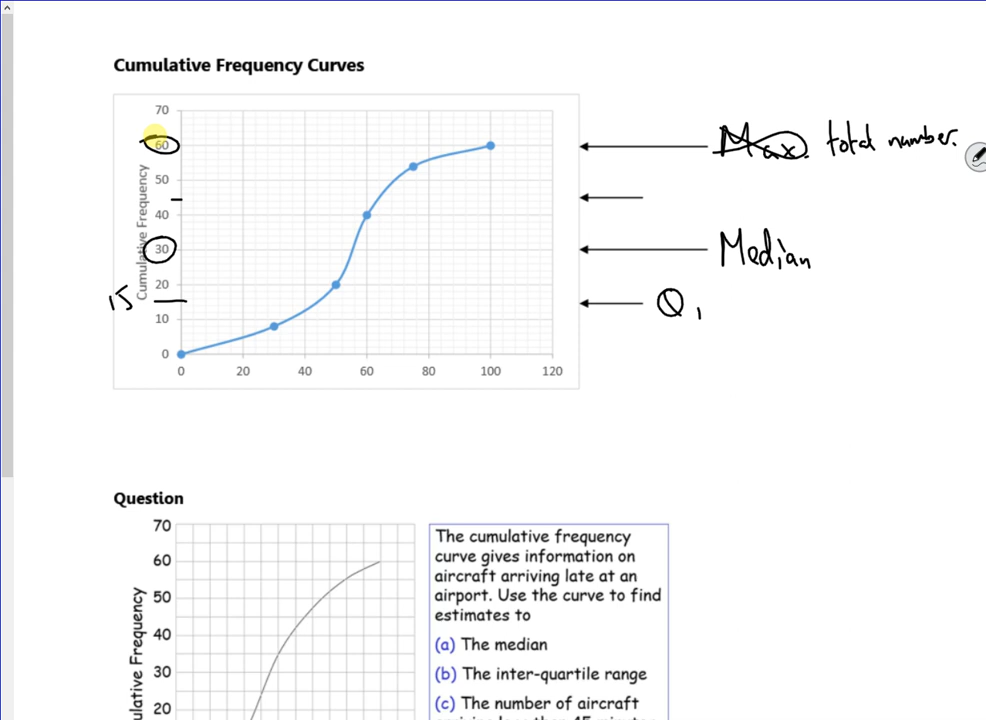 Cumulative Frequency Curves
70
60
50
40
30
20
10
0
Cumulative Frequency
15
0 20 40 60 80 100 120
Max. total number.
Median
Q1
Question
70
60
50
40
30
20
ulative Frequency
The cumulative frequency
curve gives information on
aircraft arriving late at an
airport. Use the curve to find
estimates to
(a) The median
(b) The inter-quartile range
(c) The number of aircraft